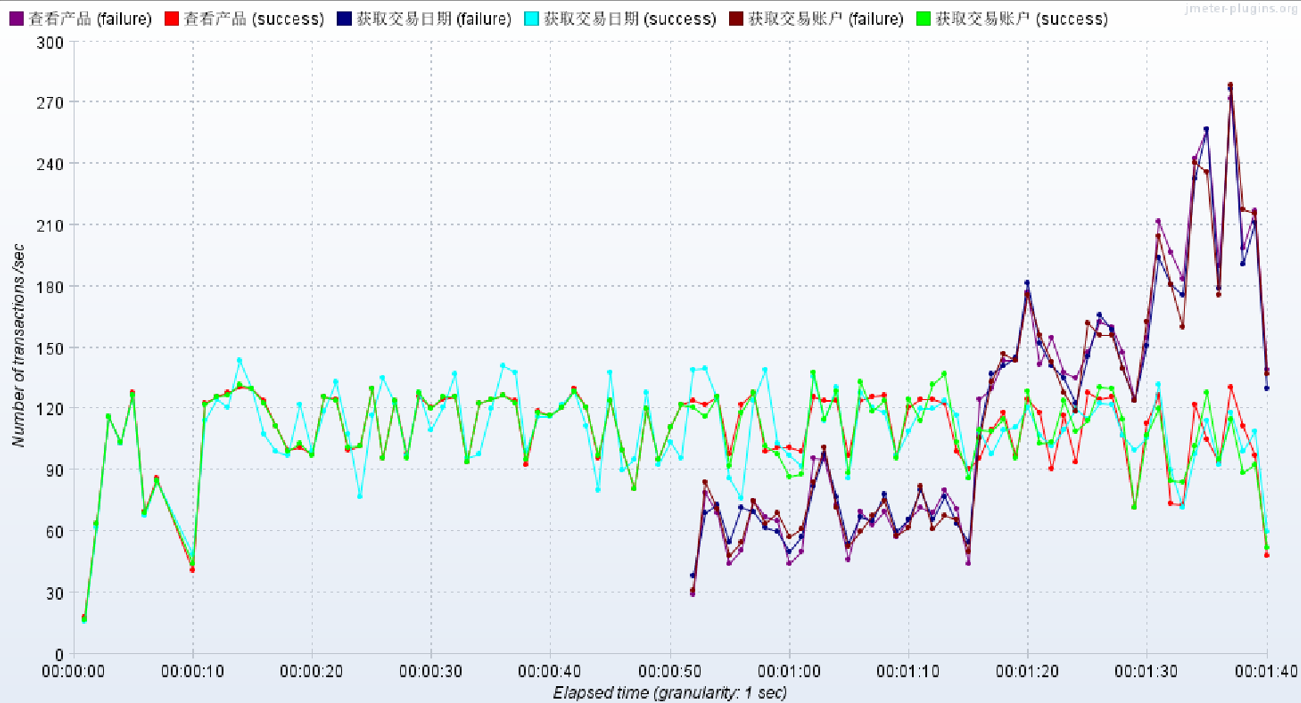 jmeter-plugins.org
查看产品 (failure) 查看产品 (success) 获取交易日期 (failure) 获取交易日期 (success) 获取交易账户 (failure) 获取交易账户 (success)
300
270
240
210
180
150
120
90
60
30
0
Number of transactions /sec
00:00:00 00:00:10 00:00:20 00:00:30 00:00:40 00:00:50 00:01:00 00:01:10 00:01:20 00:01:30 00:01:40
Elapsed time (granularity: 1 sec)